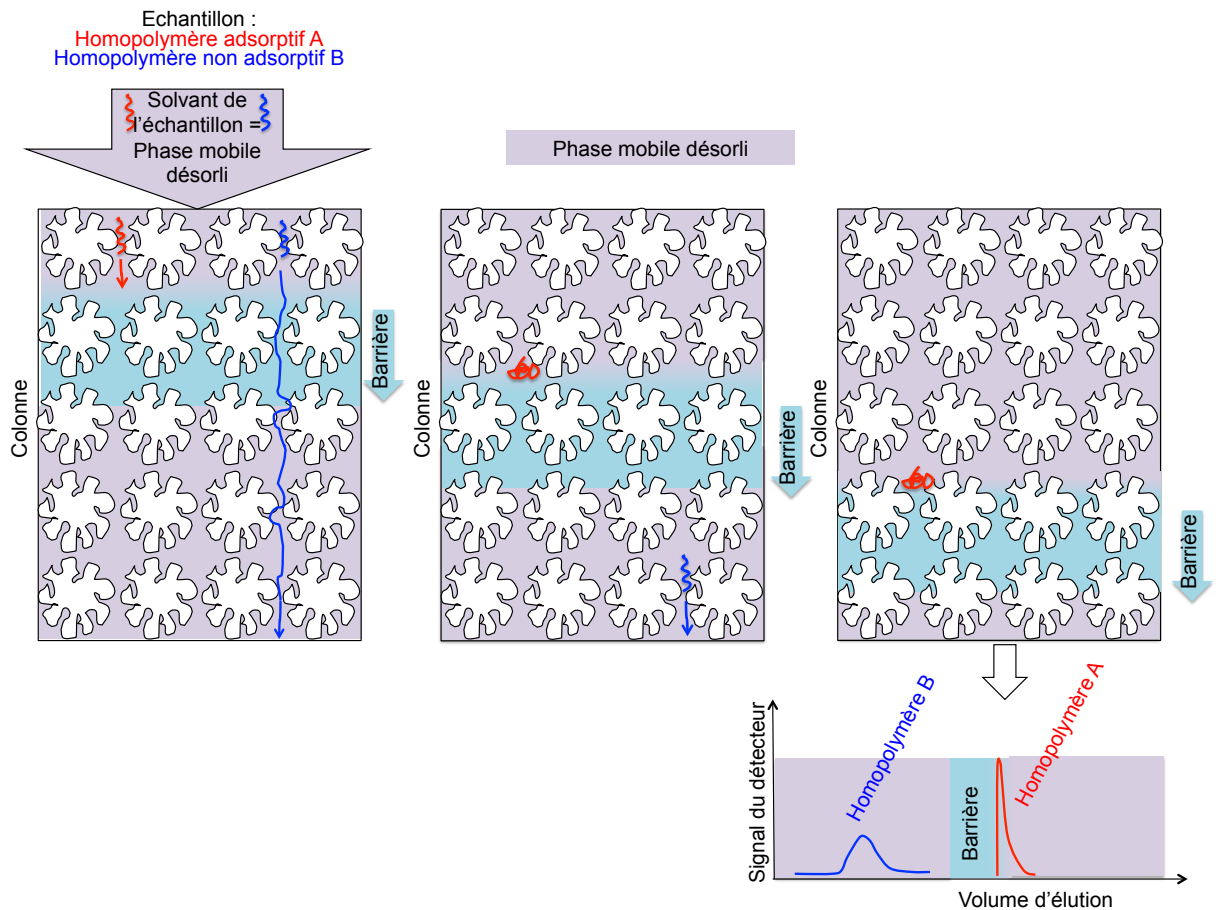 Echantillon :
Homopolymère adsorptif A
Homopolymère non adsorptif B
Solvant de
l'échantillon =
Phase mobile
désorli
Phase mobile désorli
Colonne
Barrière
Colonne
Barrière
Colonne
Barrière
Signal du détecteur
Homopolymère B
Barrière
Homopolymère A
Volume d'élution